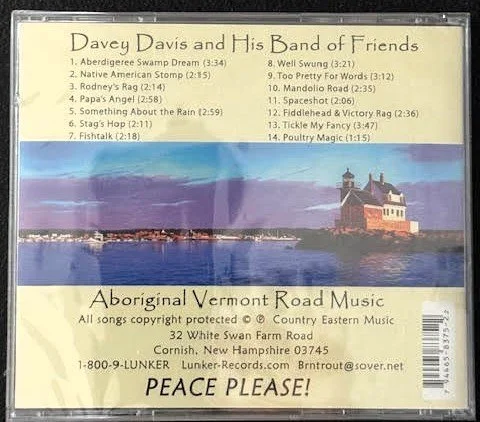 Davey Davis and His Band of Friends
1. Aberdigeree Swamp Dream (3:34)
2. Native American Stomp (2:15)
3. Rodney's Rag (2:14)
4. Papa's Angel (2:58)
5. Something About the Rain (2:59)
6. Stag's Hop (2:11)
7. Fishtalk (2:18)
8. Well Swung (3:21)
9. Too Pretty For Words (3:12)
10. Mandolio Road (2:35)
11. Spaceshot (2:06)
12. Fiddlehead & Victory Rag (2:36)
13. Tickle My Fancy (3:47)
14. Poultry Magic (1:15)
Aboriginal Vermont Road Music
All songs copyright protected © ℗ Country Eastern Music
32 White Swan Farm Road
Cornish, New Hampshire 03745
1-800-9-LUNKER Lunker-Records.com Brntrout@sover.net
PEACE PLEASE!
7 94465 8375-2 2